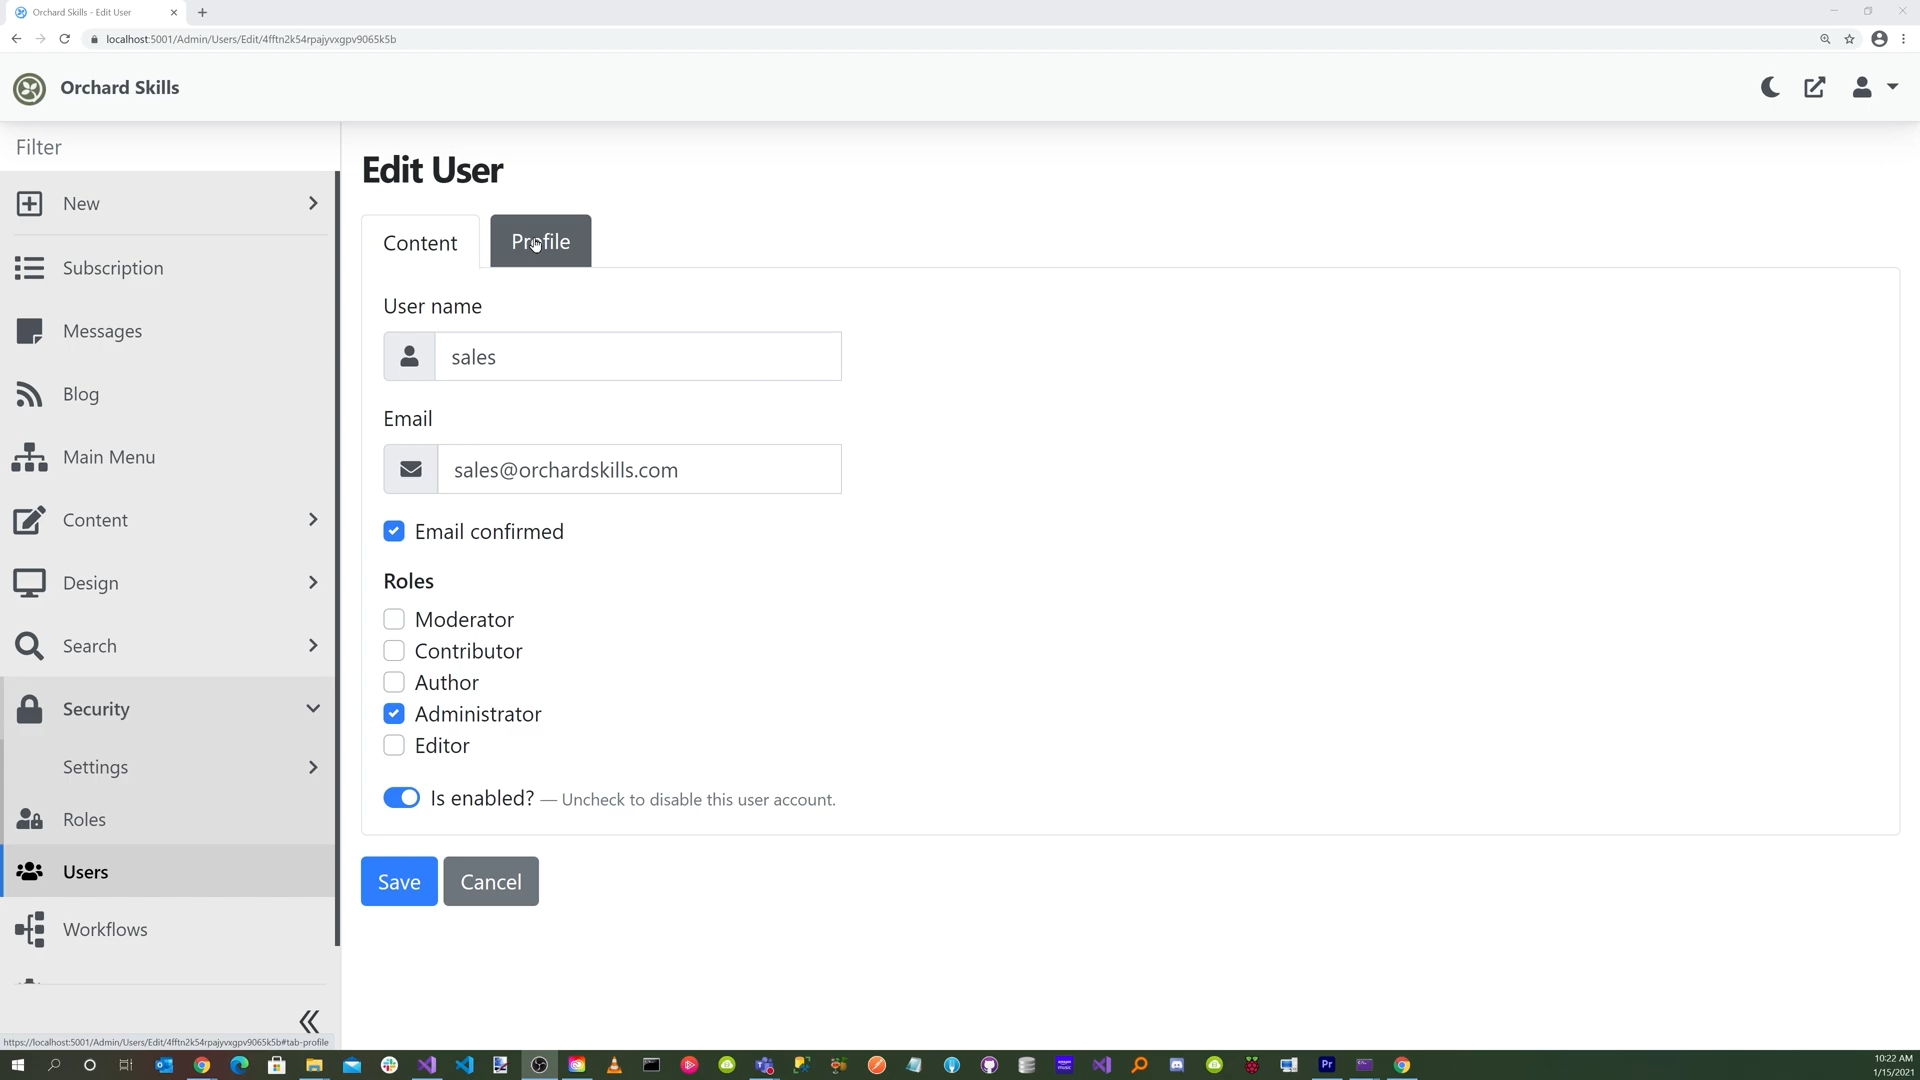 Orchard Skills - Edit User
localhost:5001/Admin/Users/Edit/4fftn2k54rpajyvxgpv9065k5b
Orchard Skills
Filter
New
Subscription
Messages
Blog
Main Menu
Content
Design
Search
Security
Settings
Roles
Users
Workflows
Edit User
Content
Profile
User name
sales
Email
sales@orchardskills.com
Email confirmed
Roles
Moderator
Contributor
Author
Administrator
Editor
Is enabled? — Uncheck to disable this user account.
Save
Cancel
https://localhost:5001/Admin/Users/Edit/4fftn2k54rpajyvxgpv9065k5b#tab-profile
Pr
10:22 AM
1/15/2021